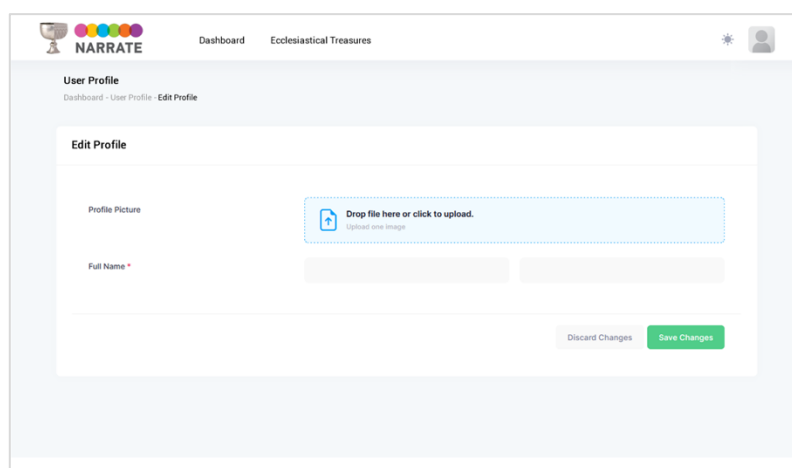 NARRATE
Dashboard Ecclesiastical Treasures
User Profile
Dashboard - User Profile - Edit Profile
Edit Profile
Profile Picture
Drop file here or click to upload.
Upload one image
Full Name *
Discard Changes Save Changes